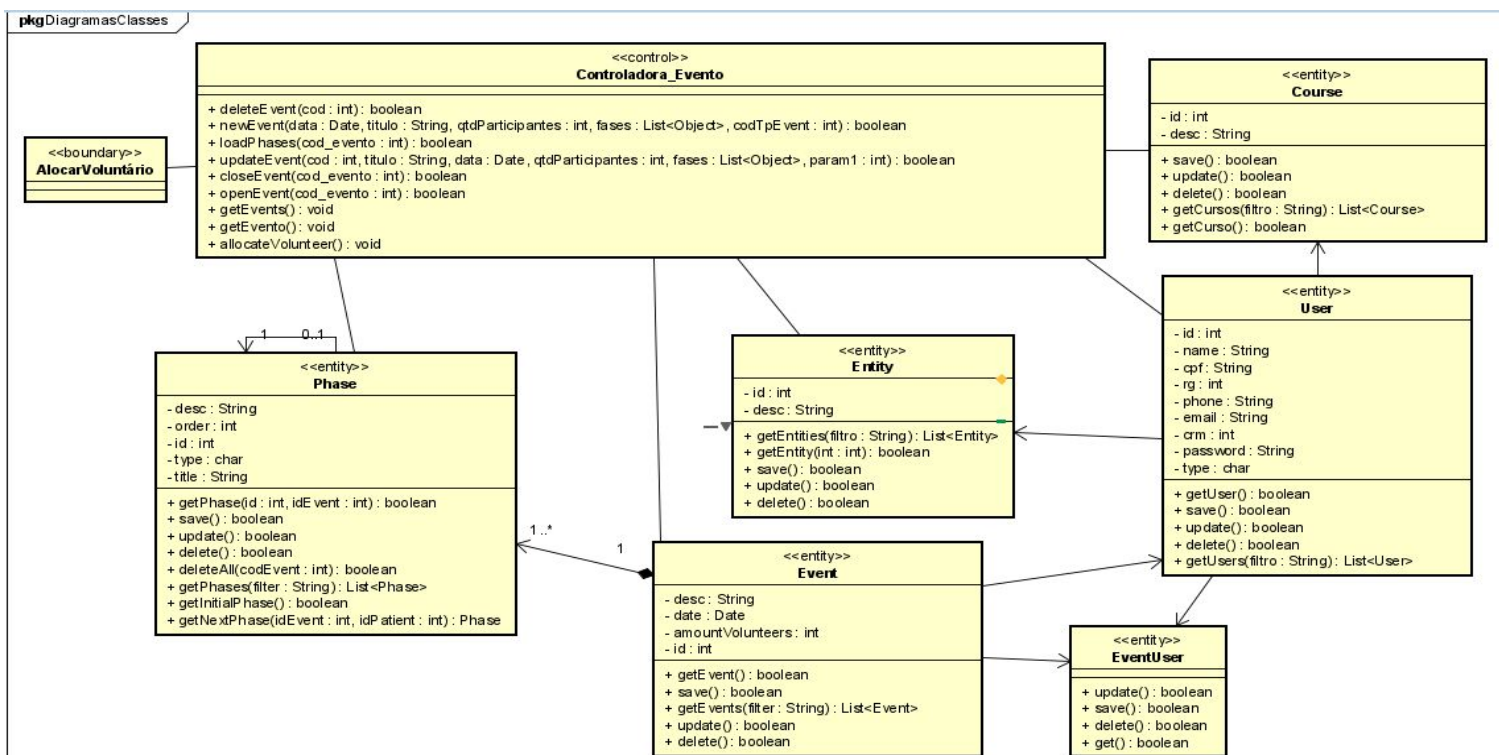 pkg DiagramasClasses
<<control>>
Controladora_Evento
+ deleteEvent(cod : int) : boolean
+ newEvent(data : Date, titulo : String, qtdParticipantes : int, fases : List<Object>, codTpEvent : int) : boolean
+ loadPhases(cod_evento : int) : boolean
+ updateEvent(cod : int, titulo : String, data : Date, qtdParticipantes : int, fases : List<Object>, param1 : int) : boolean
+ closeEvent(cod_evento : int) : boolean
+ openEvent(cod_evento : int) : boolean
+ getEvents() : void
+ getEvento() : void
+ allocateVolunteer() : void
<<boundary>>
AlocarVoluntário
<<entity>>
Course
- id : int
- desc : String
+ save() : boolean
+ update() : boolean
+ delete() : boolean
+ getCursos(filtro : String) : List<Course>
+ getCurso() : boolean
<<entity>>
User
- id : int
- name : String
- cpf : String
- rg : int
- phone : String
- email : String
- crm : int
- password : String
- type : char
+ getUser() : boolean
+ save() : boolean
+ update() : boolean
+ delete() : boolean
+ getUsers(filtro : String) : List<User>
1
0..1
<<entity>>
Phase
- desc : String
- order : int
- id : int
- type : char
- title : String
+ getPhase(id : int, idEvent : int) : boolean
+ save() : boolean
+ update() : boolean
+ delete() : boolean
+ deleteAll(codEvent : int) : boolean
+ getPhases(filter : String) : List<Phase>
+ getInitialPhase() : boolean
+ getNextPhase(idEvent : int, idPatient : int) : Phase
<<entity>>
Entity
- id : int
- desc : String
+ getEntities(filtro : String) : List<Entity>
+ getEntity(int : int) : boolean
+ save() : boolean
+ update() : boolean
+ delete() : boolean
1..*
1
<<entity>>
Event
- desc : String
- date : Date
- amountVolunteers : int
- id : int
+ getEvent() : boolean
+ save() : boolean
+ getEvents(filter : String) : List<Event>
+ update() : boolean
+ delete() : boolean
<<entity>>
EventUser
+ update() : boolean
+ save() : boolean
+ delete() : boolean
+ get() : boolean